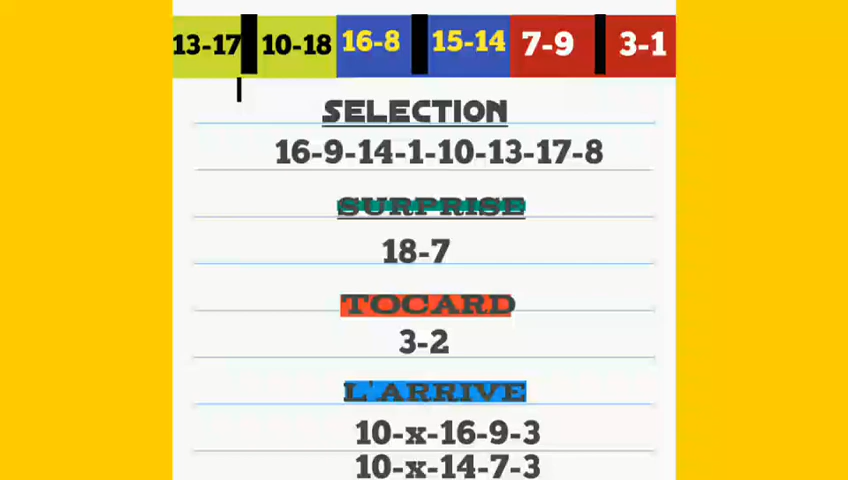 13-17 10-18 16-8 15-14 7-9 3-1
SELECTION
16-9-14-1-10-13-17-8
SURPRISE
18-7
TOCARD
3-2
L'ARRIVE
10-x-16-9-3
10-x-14-7-3